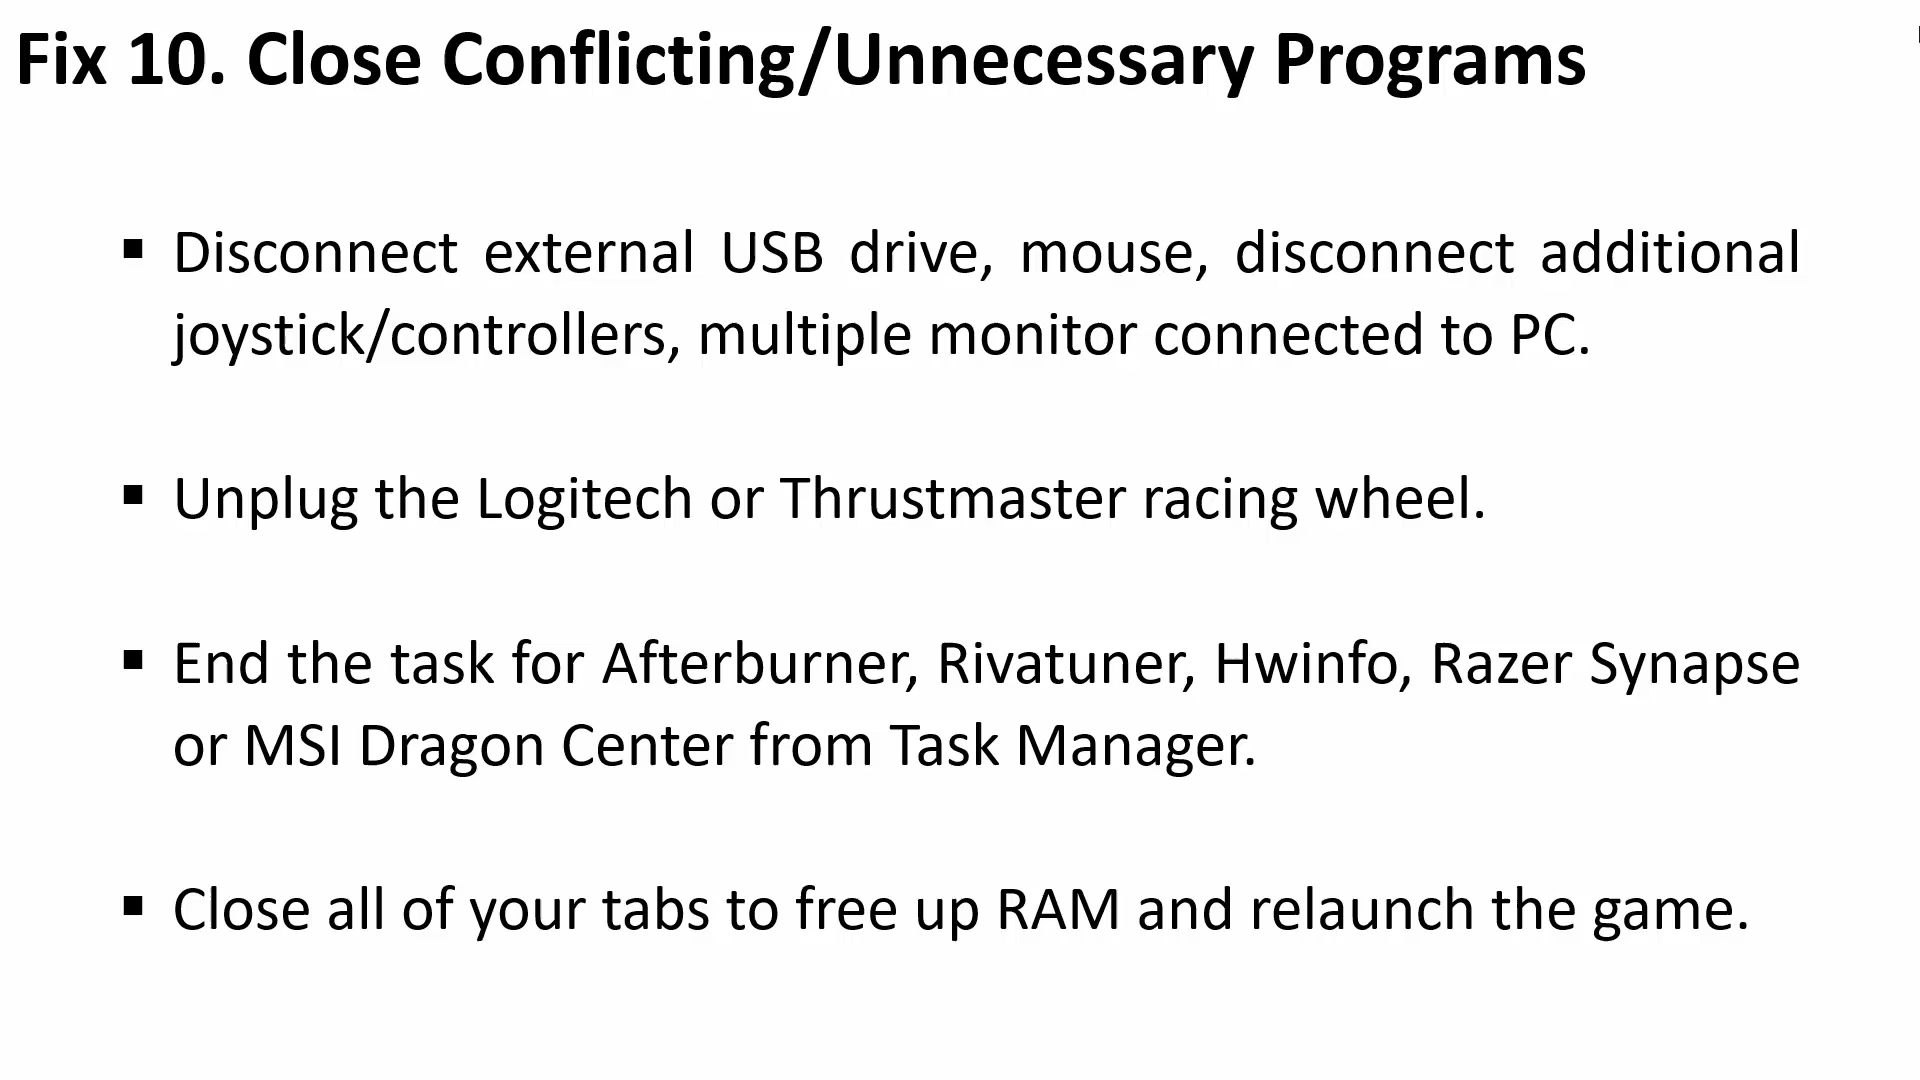 Fix 10. Close Conflicting/Unnecessary Programs
▪ Disconnect external USB drive, mouse, disconnect additional
joystick/controllers, multiple monitor connected to PC.
▪ Unplug the Logitech or Thrustmaster racing wheel.
▪ End the task for Afterburner, Rivatuner, Hwinfo, Razer Synapse
or MSI Dragon Center from Task Manager.
▪ Close all of your tabs to free up RAM and relaunch the game.